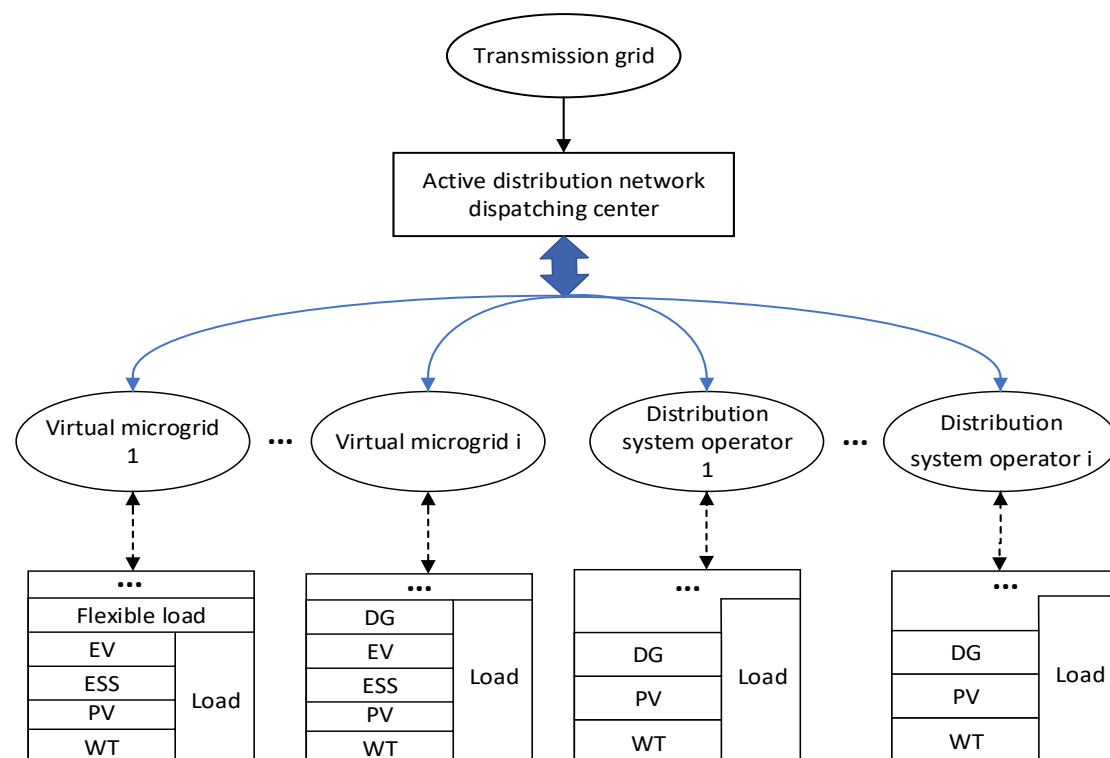 Transmission grid
Active distribution network
dispatching center
Virtual microgrid
1
...
Virtual microgrid i
Distribution
system operator
1
...
Distribution
system operator i
...
Flexible load
EV
ESS
PV
WT
Load
...
DG
EV
ESS
PV
WT
Load
...
DG
PV
WT
Load
...
DG
PV
WT
Load